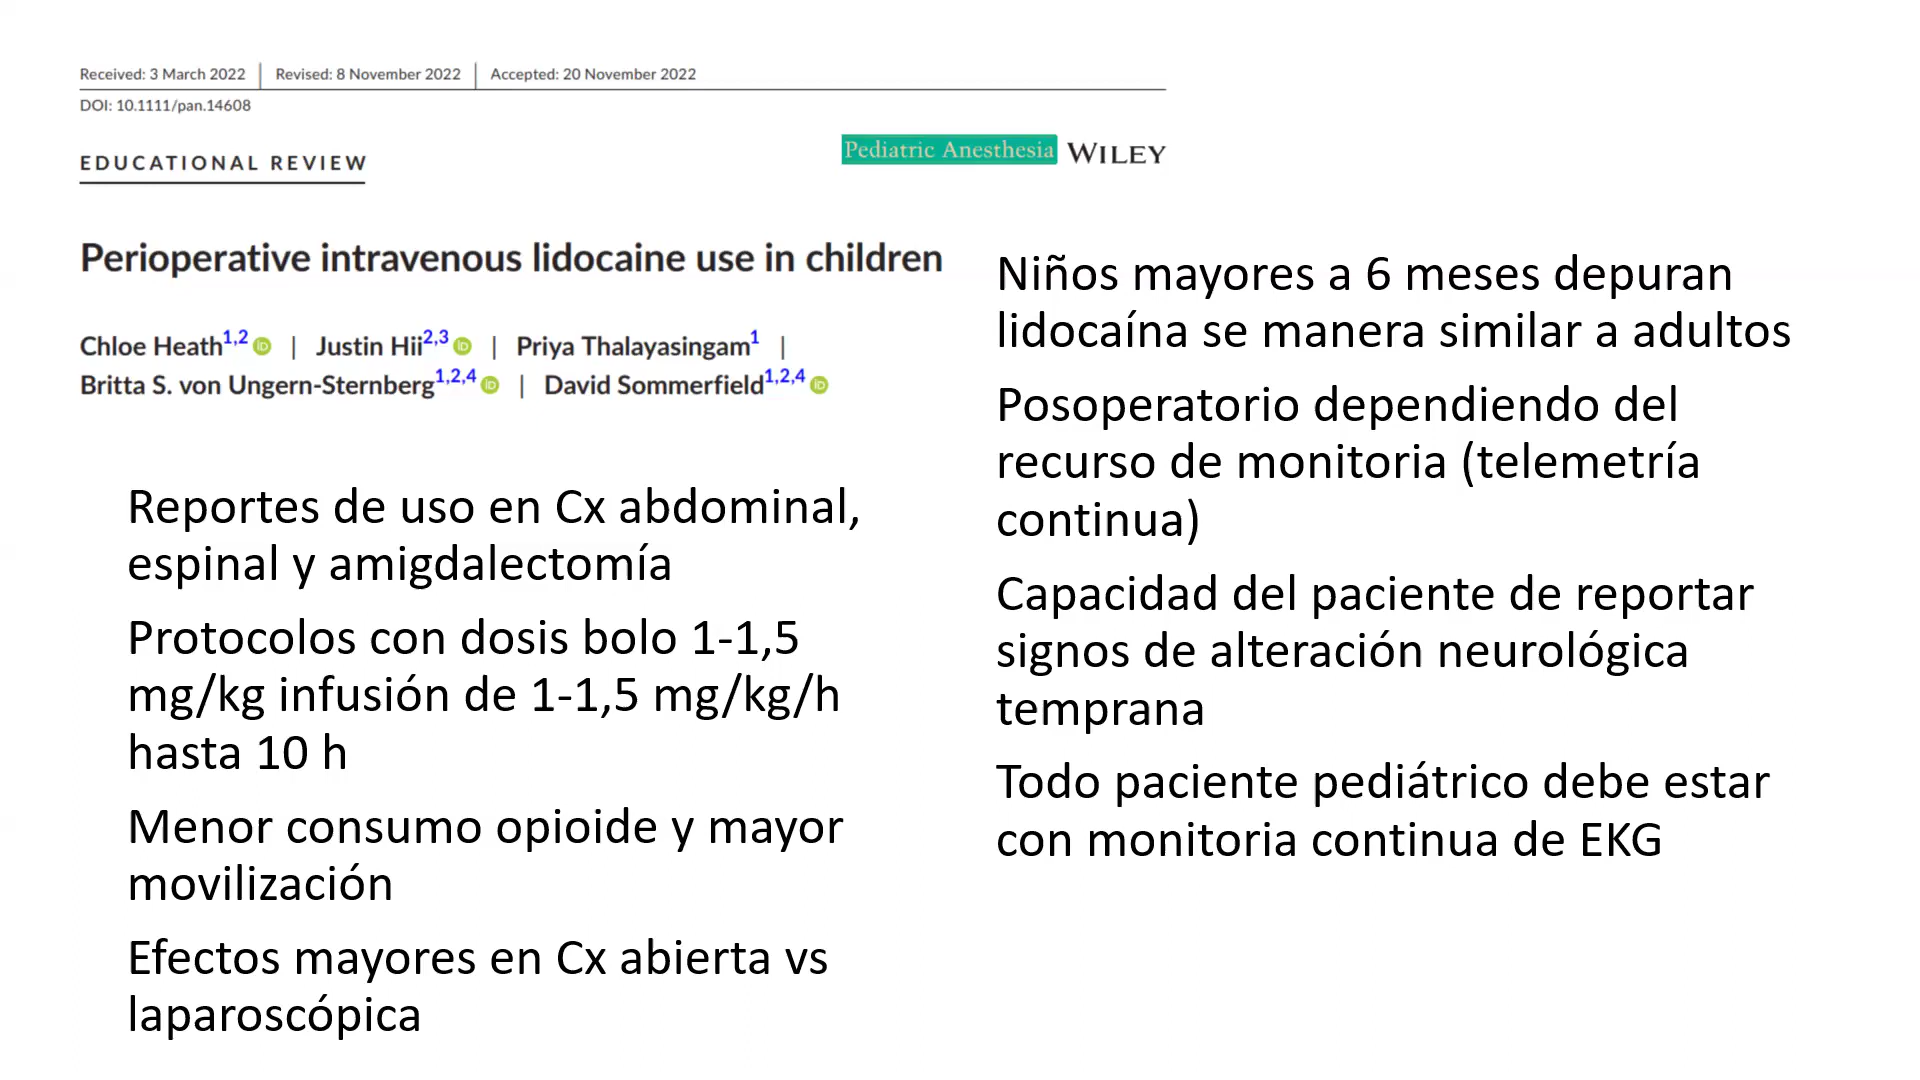 Received: 3 March 2022 | Revised: 8 November 2022 | Accepted: 20 November 2022
DOI: 10.1111/pan.14608
EDUCATIONAL REVIEW
Pediatric Anesthesia WILEY
Perioperative intravenous lidocaine use in children
Chloe Heath1,2 iD | Justin Hii2,3 iD | Priya Thalayasingam1 |
Britta S. von Ungern-Sternberg1,2,4 iD | David Sommerfield1,2,4 iD
Reportes de uso en Cx abdominal,
espinal y amigdalectomía
Protocolos con dosis bolo 1-1,5
mg/kg infusión de 1-1,5 mg/kg/h
hasta 10 h
Menor consumo opioide y mayor
movilización
Efectos mayores en Cx abierta vs
laparoscópica
Niños mayores a 6 meses depuran
lidocaína se manera similar a adultos
Posoperatorio dependiendo del
recurso de monitoria (telemetría
continua)
Capacidad del paciente de reportar
signos de alteración neurológica
temprana
Todo paciente pediátrico debe estar
con monitoria continua de EKG